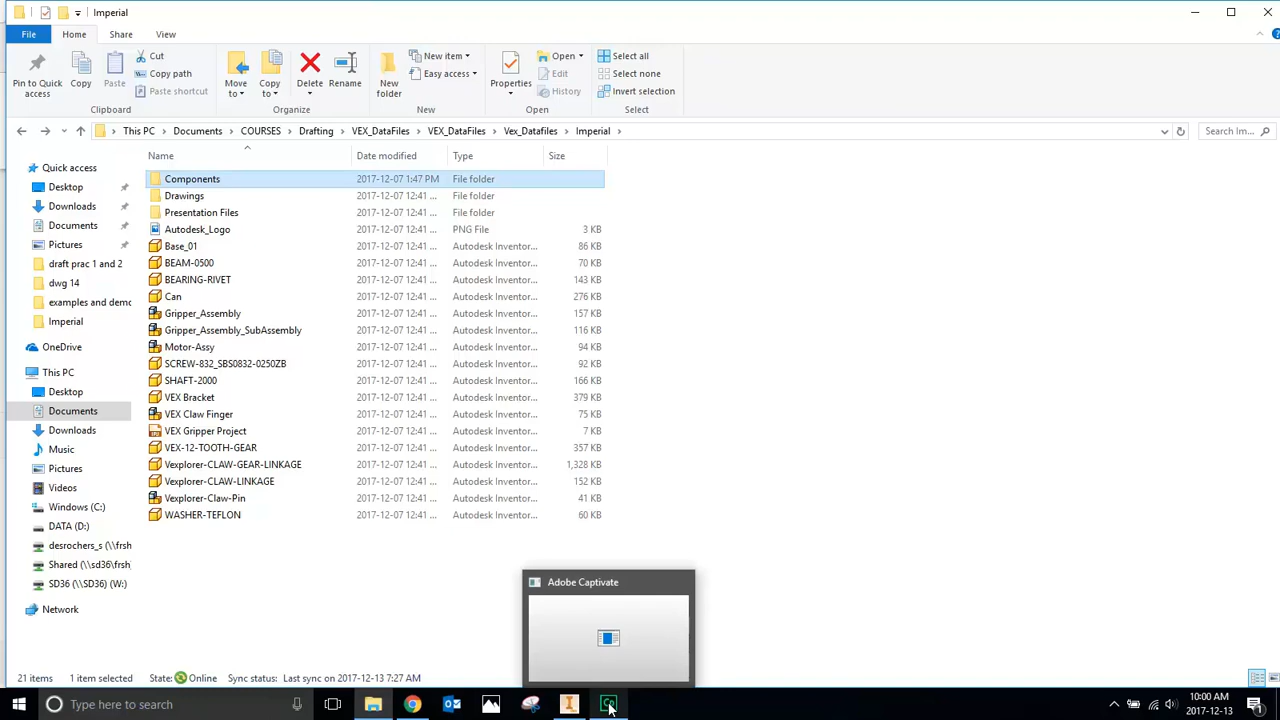 Imperial
File Home Share View
Pin to Quick access
Copy
Paste
Cut
Copy path
Paste shortcut
Clipboard
Move to
Copy to
Delete
Rename
Organize
New folder
New item
Easy access
New
Properties
Open
Edit
History
Open
Select all
Select none
Invert selection
Select
This PC > Documents > COURSES > Drafting > VEX_DataFiles > VEX_DataFiles > Vex_Datafiles > Imperial >
Search Im...
Quick access
Desktop
Downloads
Documents
Pictures
draft prac 1 and 2
dwg 14
examples and demo
Imperial
OneDrive
This PC
Desktop
Documents
Downloads
Music
Pictures
Videos
Windows (C:)
DATA (D:)
desrochers_s (\\frsh
Shared (\\sd36\frsh
SD36 (\\SD36) (W:)
Network
Name Date modified Type Size
Components 2017-12-07 1:47 PM File folder
Drawings 2017-12-07 12:41 ... File folder
Presentation Files 2017-12-07 12:41 ... File folder
Autodesk_Logo 2017-12-07 12:41 ... PNG File 3 KB
Base_01 2017-12-07 12:41 ... Autodesk Inventor... 86 KB
BEAM-0500 2017-12-07 12:41 ... Autodesk Inventor... 70 KB
BEARING-RIVET 2017-12-07 12:41 ... Autodesk Inventor... 143 KB
Can 2017-12-07 12:41 ... Autodesk Inventor... 276 KB
Gripper_Assembly 2017-12-07 12:41 ... Autodesk Inventor... 157 KB
Gripper_Assembly_SubAssembly 2017-12-07 12:41 ... Autodesk Inventor... 116 KB
Motor-Assy 2017-12-07 12:41 ... Autodesk Inventor... 94 KB
SCREW-832_SBS0832-0250ZB 2017-12-07 12:41 ... Autodesk Inventor... 92 KB
SHAFT-2000 2017-12-07 12:41 ... Autodesk Inventor... 166 KB
VEX Bracket 2017-12-07 12:41 ... Autodesk Inventor... 379 KB
VEX Claw Finger 2017-12-07 12:41 ... Autodesk Inventor... 75 KB
VEX Gripper Project 2017-12-07 12:41 ... Autodesk Inventor... 7 KB
VEX-12-TOOTH-GEAR 2017-12-07 12:41 ... Autodesk Inventor... 357 KB
Vexplorer-CLAW-GEAR-LINKAGE 2017-12-07 12:41 ... Autodesk Inventor... 1,328 KB
Vexplorer-CLAW-LINKAGE 2017-12-07 12:41 ... Autodesk Inventor... 152 KB
Vexplorer-Claw-Pin 2017-12-07 12:41 ... Autodesk Inventor... 41 KB
WASHER-TEFLON 2017-12-07 12:41 ... Autodesk Inventor... 60 KB
Adobe Captivate
21 items 1 item selected State: Online Sync status: Last sync on 2017-12-13 7:27 AM
Type here to search
Cp
10:00 AM
2017-12-13
1